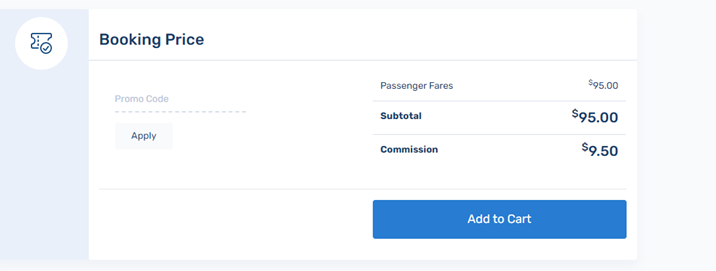 Booking Price
Promo Code
Apply
Passenger Fares $95.00
Subtotal $95.00
Commission $9.50
Add to Cart